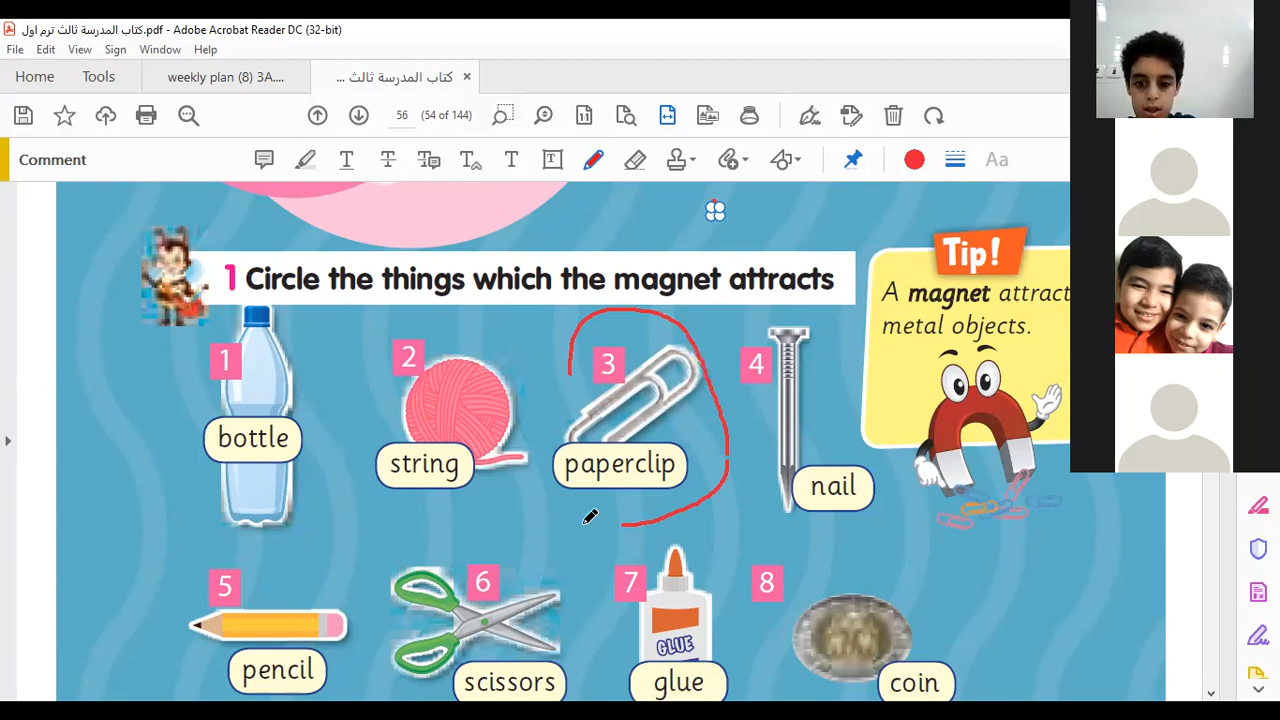 كتاب المدرسة ثالث ترم اول.pdf - Adobe Acrobat Reader DC (32-bit)
File Edit View Sign Window Help
Home Tools weekly plan (8) 3A.... كتاب المدرسة ثالث ... ×
56 (54 of 144)
Comment Aa
1 Circle the things which the magnet attracts
Tip!
A magnet attract
metal objects.
1 bottle
2 string
3 paperclip
4 nail
5 pencil
6 scissors
7 glue
GLUE
8 coin